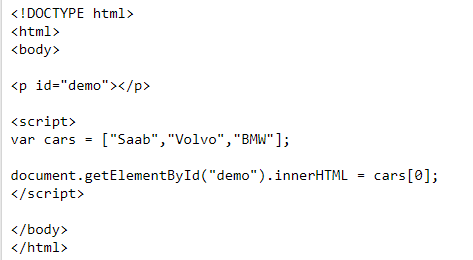 <!DOCTYPE html>
<html>
<body>
<p id="demo"></p>
<script>
var cars = ["Saab","Volvo","BMW"];
document.getElementById("demo").innerHTML = cars[0];
</script>
</body>
</html>